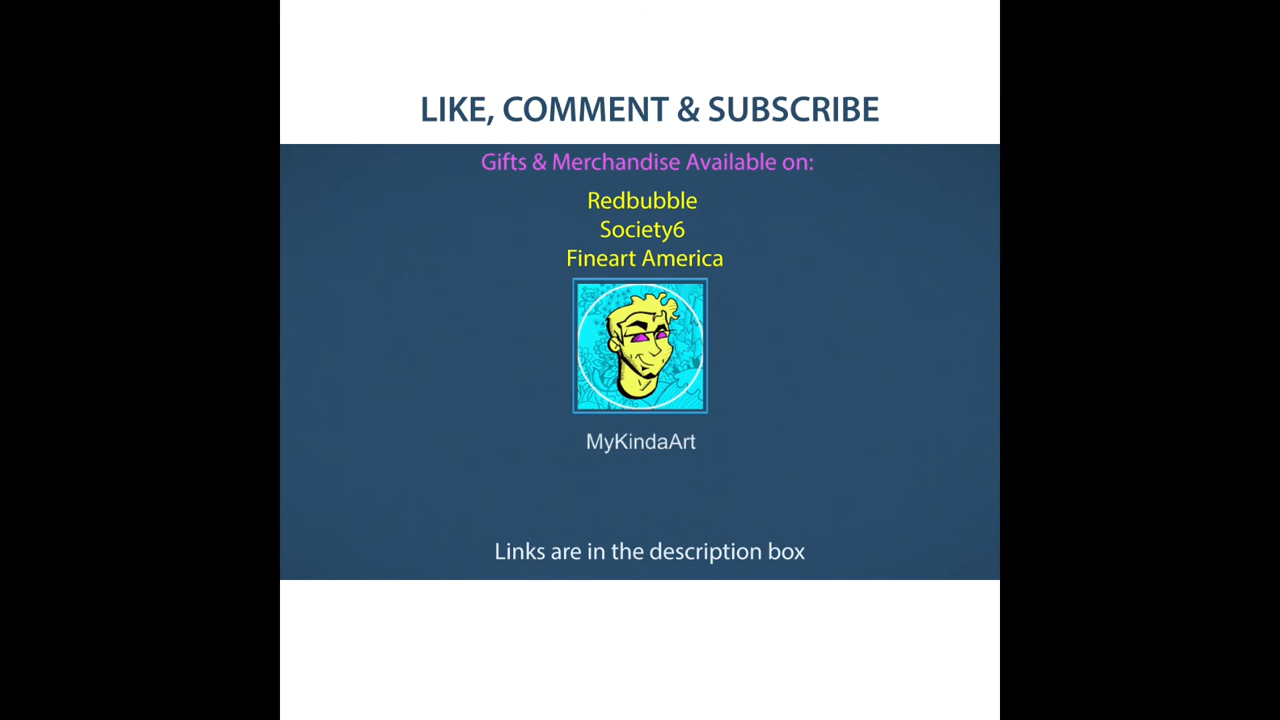 LIKE, COMMENT & SUBSCRIBE
Gifts & Merchandise Available on:
Redbubble
Society6
Fineart America
MyKindaArt
Links are in the description box